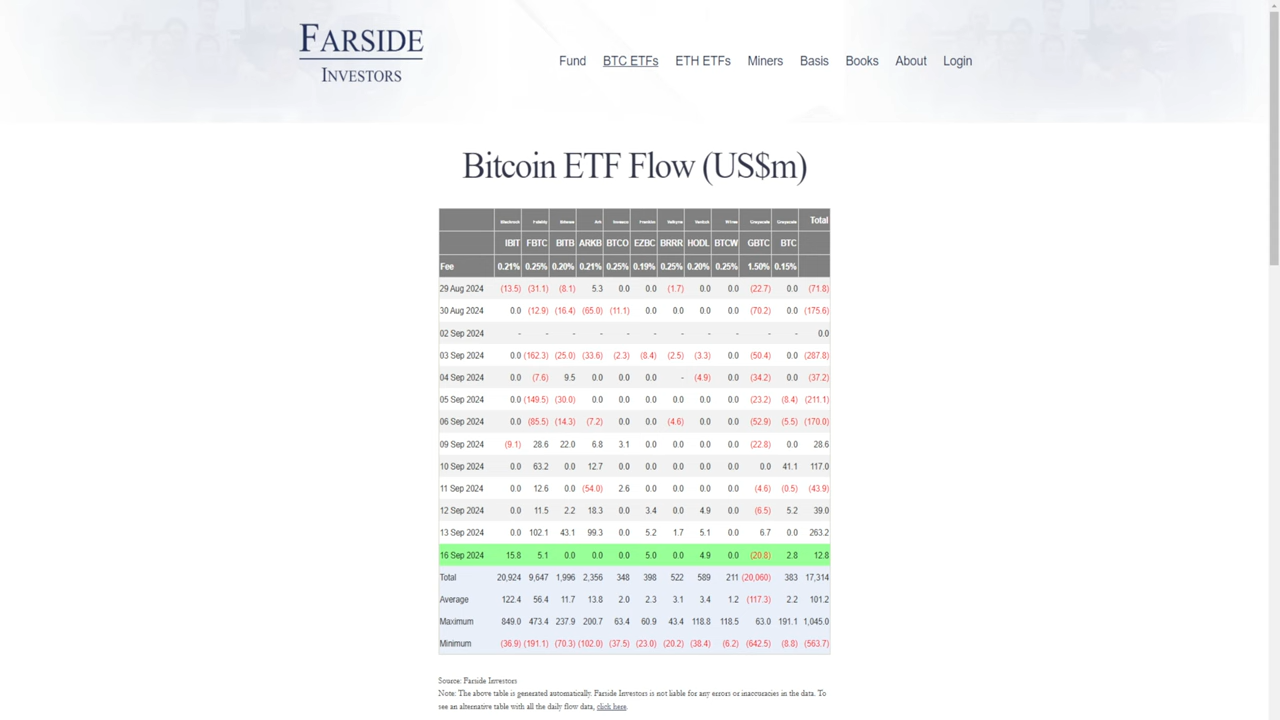 FARSIDE
INVESTORS
Fund BTC ETFs ETH ETFs Miners Basis Books About Login
Bitcoin ETF Flow (US$m)
Blackrock Fidelity Bitwise Ark Invesco Franklin Valkyrie VanEck WTree Grayscale Grayscale Total
IBIT FBTC BITB ARKB BTCO EZBC BRRR HODL BTCW GBTC BTC
Fee 0.21% 0.25% 0.20% 0.21% 0.25% 0.19% 0.25% 0.20% 0.25% 1.50% 0.15%
29 Aug 2024 (13.5) (31.1) (8.1) 5.3 0.0 0.0 (1.7) 0.0 0.0 (22.7) 0.0 (71.8)
30 Aug 2024 0.0 (12.9) (16.4) (65.0) (11.1) 0.0 0.0 0.0 0.0 (70.2) 0.0 (175.6)
02 Sep 2024 - - - - - - - - - - - 0.0
03 Sep 2024 0.0 (162.3) (25.0) (33.6) (2.3) (8.4) (2.5) (3.3) 0.0 (50.4) 0.0 (287.8)
04 Sep 2024 0.0 (7.6) 9.5 0.0 0.0 0.0 - (4.9) 0.0 (34.2) 0.0 (37.2)
05 Sep 2024 0.0 (149.5) (30.0) 0.0 0.0 0.0 0.0 0.0 0.0 (23.2) (8.4) (211.1)
06 Sep 2024 0.0 (85.5) (14.3) (7.2) 0.0 0.0 (4.6) 0.0 0.0 (52.9) (5.5) (170.0)
09 Sep 2024 (9.1) 28.6 22.0 6.8 3.1 0.0 0.0 0.0 0.0 (22.8) 0.0 28.6
10 Sep 2024 0.0 63.2 0.0 12.7 0.0 0.0 0.0 0.0 0.0 0.0 41.1 117.0
11 Sep 2024 0.0 12.6 0.0 (54.0) 2.6 0.0 0.0 0.0 0.0 (4.6) (0.5) (43.9)
12 Sep 2024 0.0 11.5 2.2 18.3 0.0 3.4 0.0 4.9 0.0 (6.5) 5.2 39.0
13 Sep 2024 0.0 102.1 43.1 99.3 0.0 5.2 1.7 5.1 0.0 6.7 0.0 263.2
16 Sep 2024 15.8 5.1 0.0 0.0 0.0 5.0 0.0 4.9 0.0 (20.8) 2.8 12.8
Total 20,924 9,647 1,996 2,356 348 398 522 589 211 (20,060) 383 17,314
Average 122.4 56.4 11.7 13.8 2.0 2.3 3.1 3.4 1.2 (117.3) 2.2 101.2
Maximum 849.0 473.4 237.9 200.7 63.4 60.9 43.4 118.8 118.5 63.0 191.1 1,045.0
Minimum (36.9) (191.1) (70.3) (102.0) (37.5) (23.0) (20.2) (38.4) (6.2) (642.5) (8.8) (563.7)
Source: Farside Investors
Note: The above table is generated automatically. Farside Investors is not liable for any errors or inaccuracies in the data. To
see an alternative table with all the daily flow data, click here.